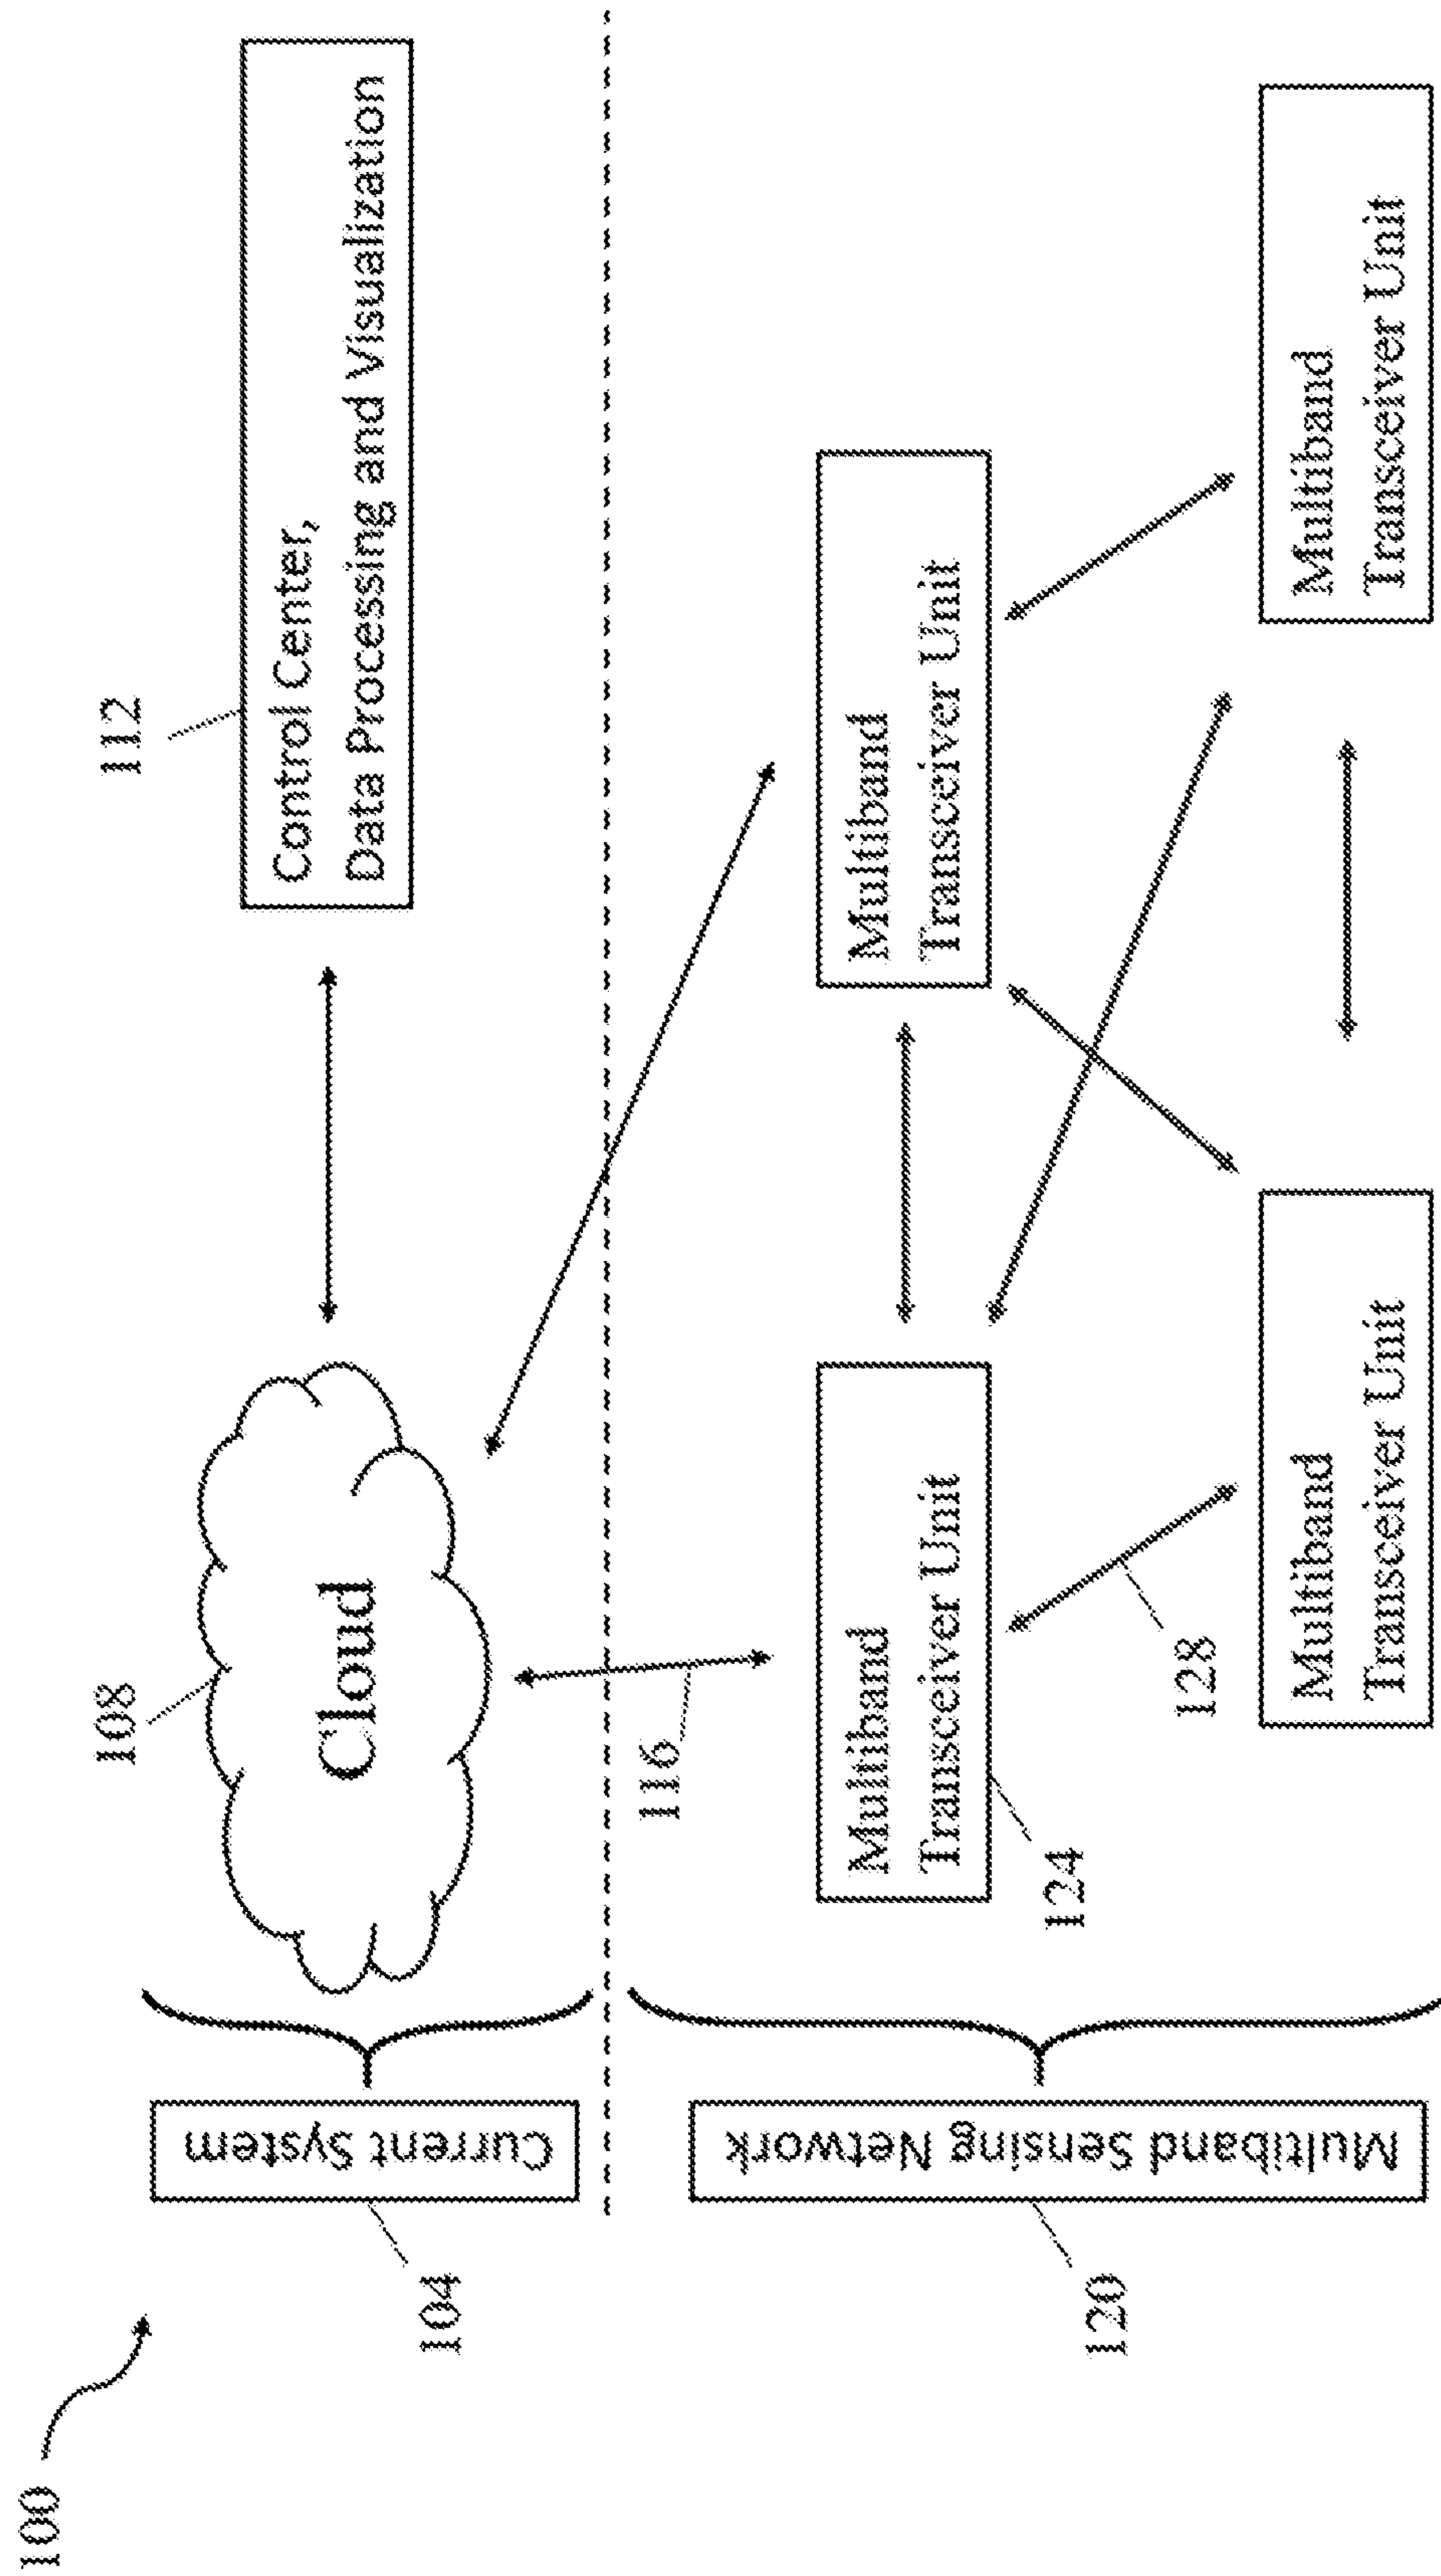 100
104
Current System
108
Cloud
112
Control Center,
Data Processing and Visualization
116
120
Multiband Sensing Network
Multiband
Transceiver Unit
124
Multiband
Transceiver Unit
128
Multiband
Transceiver Unit
Multiband
Transceiver Unit